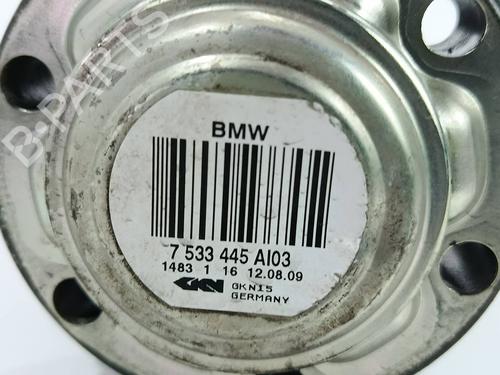 B-PARTS
BMW
7 533 445 AI03
1483 1 16 12.08.09
GKN
GKN15
GERMANY